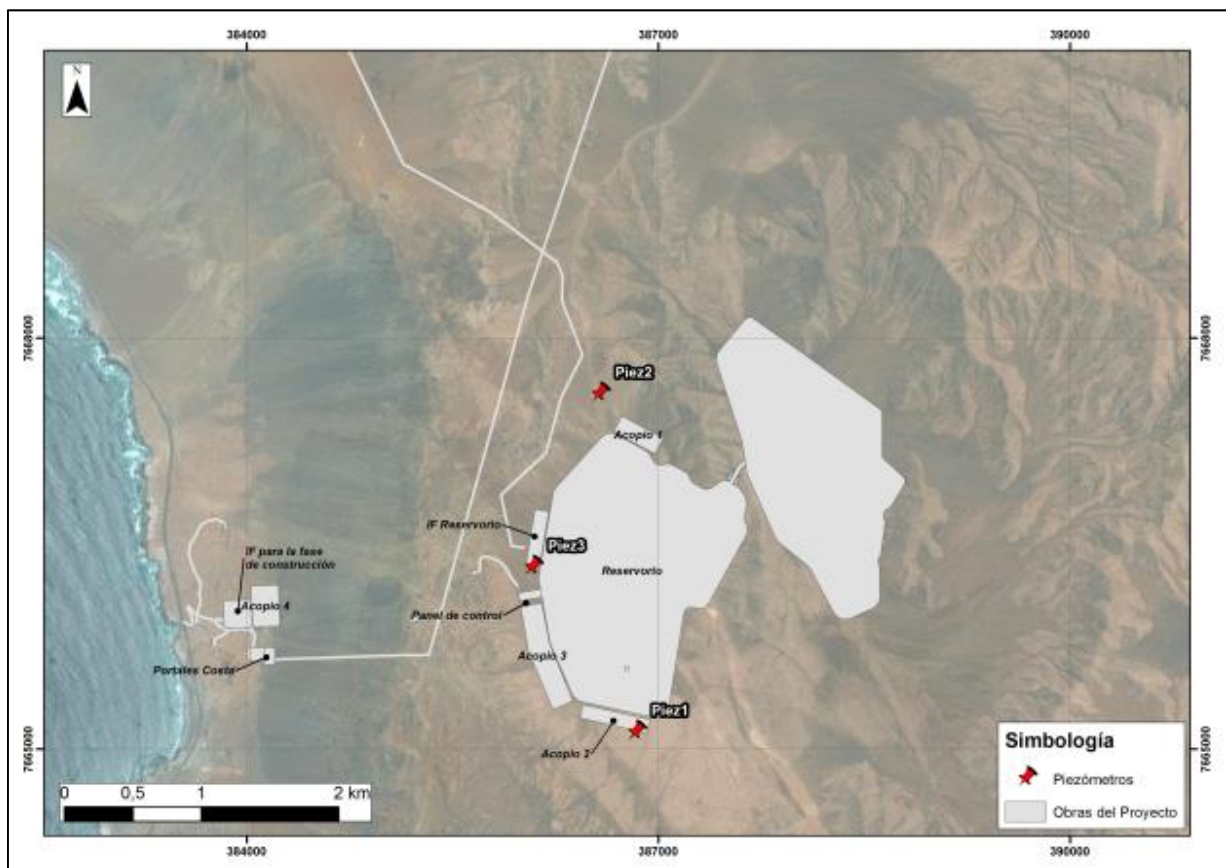 384000
387000
390000
N
7668000
7668000
Piez2
Acopio 1
IF Reservorio
Piez3
Reservorio
IF para la fase
de construcción
Acopio 4
Panel de control
Portales Costa
Acopio 3
Piez1
Acopio 2
7665000
7665000
Simbología
Piezómetros
Obras del Proyecto
0
0,5
1
2 km
384000
387000
390000